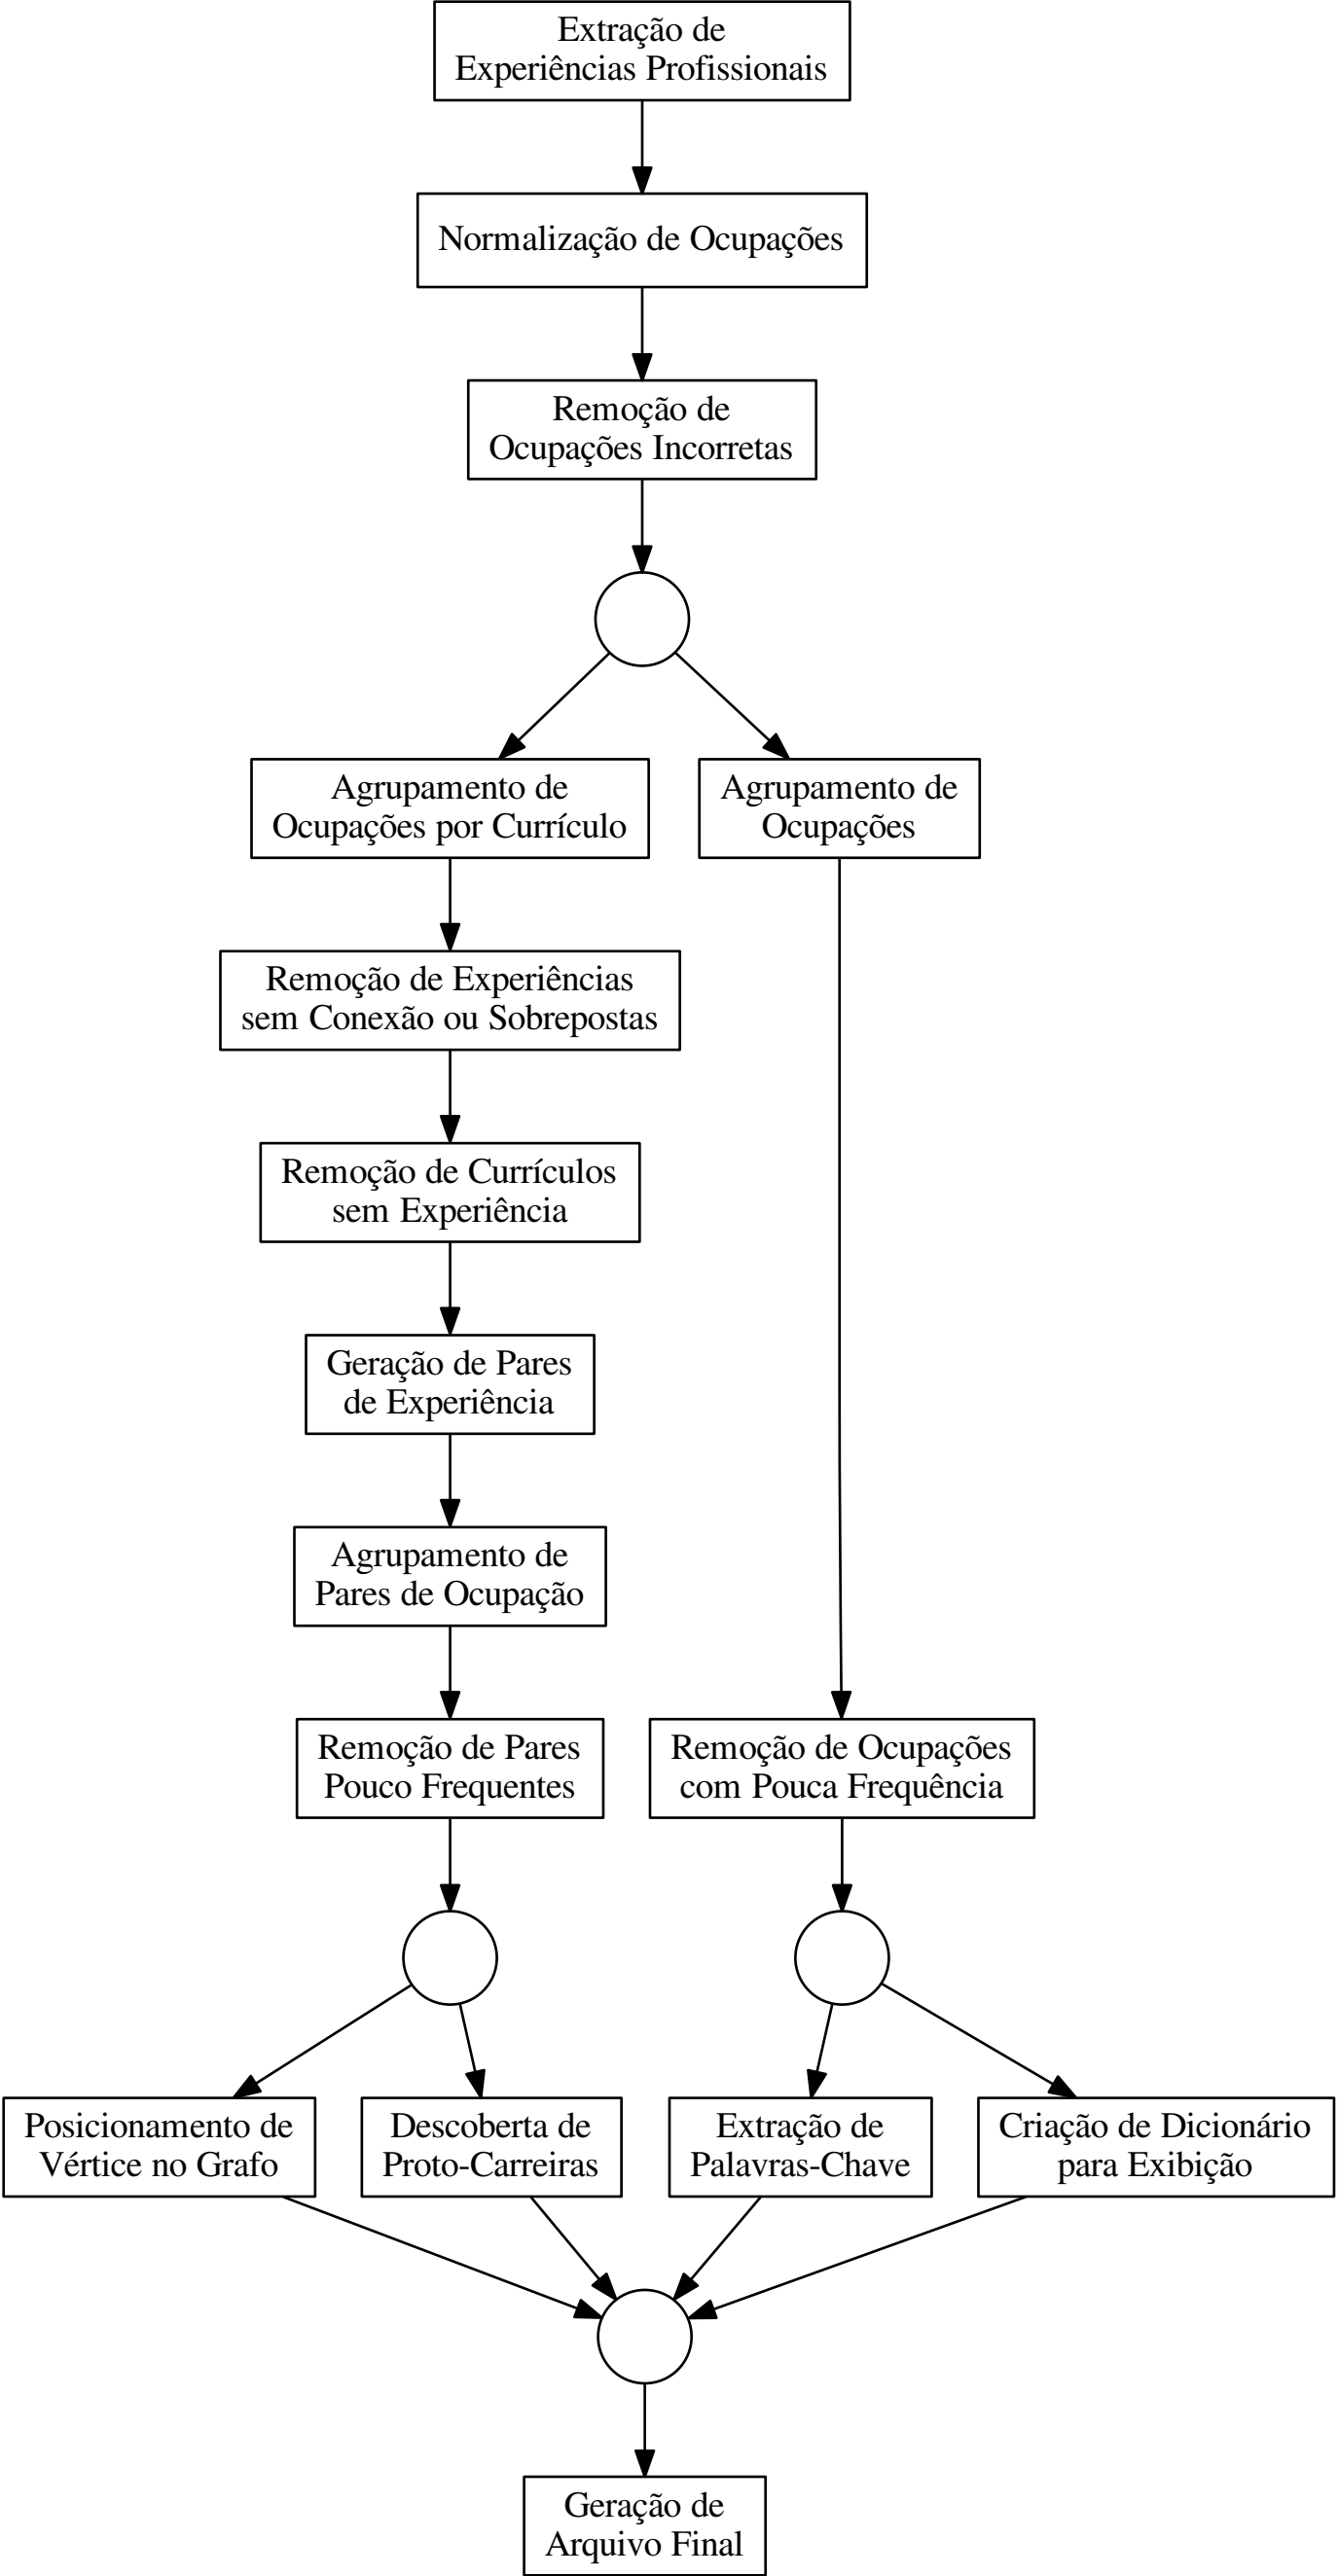 Extração de
Experiências Profissionais
Normalização de Ocupações
Remoção de
Ocupações Incorretas
Agrupamento de
Ocupações por Currículo
Agrupamento de
Ocupações
Remoção de Experiências
sem Conexão ou Sobrepostas
Remoção de Currículos
sem Experiência
Geração de Pares
de Experiência
Agrupamento de
Pares de Ocupação
Remoção de Pares
Pouco Frequentes
Remoção de Ocupações
com Pouca Frequência
Posicionamento de
Vértice no Grafo
Descoberta de
Proto-Carreiras
Extração de
Palavras-Chave
Criação de Dicionário
para Exibição
Geração de
Arquivo Final